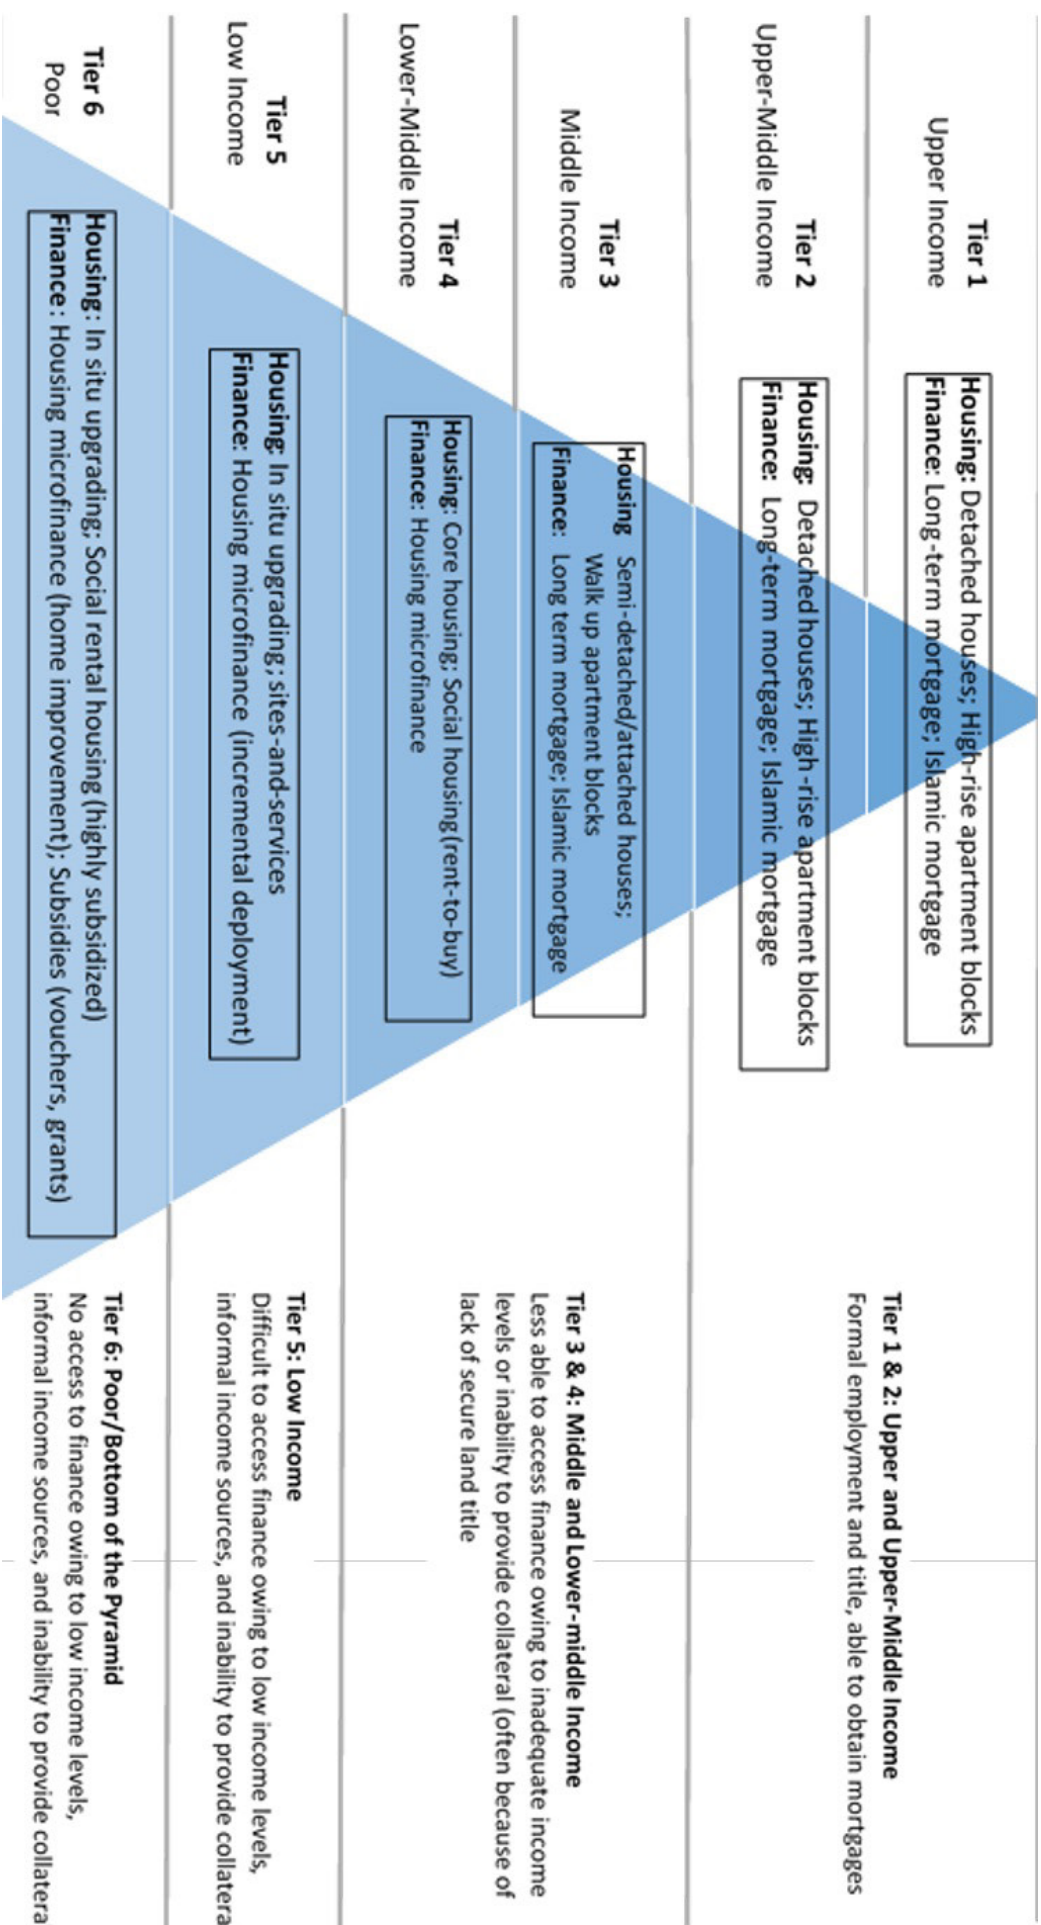 Tier 1
Upper Income
Housing: Detached houses; High-rise apartment blocks
Finance: Long-term mortgage; Islamic mortgage
Tier 1 & 2: Upper and Upper-Middle Income
Formal employment and title, able to obtain mortgages
Tier 2
Upper-Middle Income
Housing: Detached houses; High-rise apartment blocks
Finance: Long-term mortgage; Islamic mortgage
Tier 3
Middle Income
Housing Semi-detached/attached houses;
Walk up apartment blocks
Finance: Long term mortgage; Islamic mortgage
Tier 3 & 4: Middle and Lower-middle Income
Less able to access finance owing to inadequate income
levels or inability to provide collateral (often because of
lack of secure land title
Tier 4
Lower-Middle Income
Housing: Core housing; Social housing (rent-to-buy)
Finance: Housing microfinance
Tier 5
Low Income
Housing: In situ upgrading; sites-and-services
Finance: Housing microfinance (incremental deployment)
Tier 5: Low Income
Difficult to access finance owing to low income levels,
informal income sources, and inability to provide collatera
Tier 6
Poor
Housing: In situ upgrading; Social rental housing (highly subsidized)
Finance: Housing microfinance (home improvement); Subsidies (vouchers, grants)
Tier 6: Poor/Bottom of the Pyramid
No access to finance owing to low income levels,
informal income sources, and inability to provide collatera